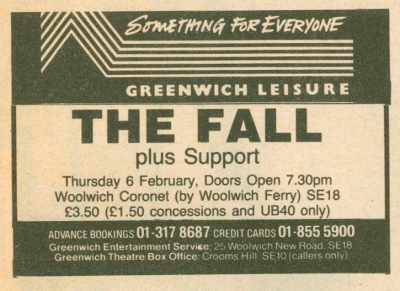 SOMETHING FOR EVERYONE
GREENWICH LEISURE
THE FALL
plus Support
Thursday 6 February, Doors Open 7.30pm
Woolwich Coronet (by Woolwich Ferry) SE18
£3.50 (£1.50 concessions and UB40 only)
ADVANCE BOOKINGS 01-317 8687 CREDIT CARDS 01-855 5900
Greenwich Entertainment Service: 25 Woolwich New Road, SE18
Greenwich Theatre Box Office: Crooms Hill SE10 (callers only).